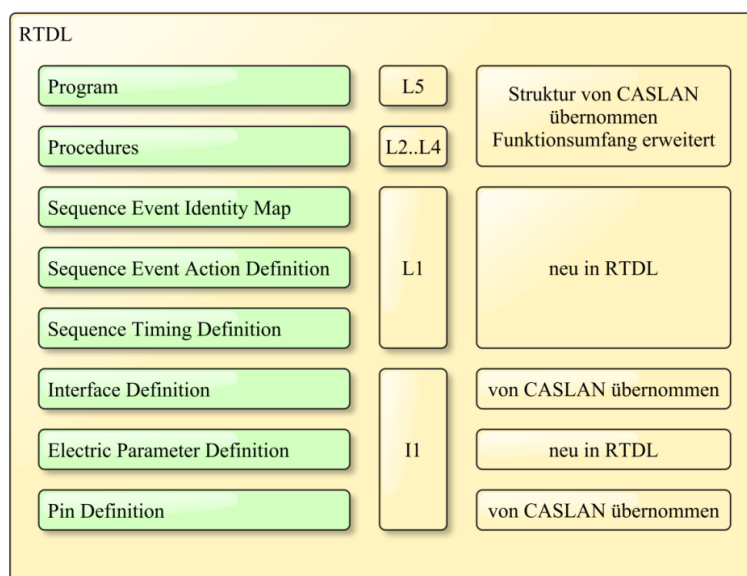 RTDL
Program
L5
Struktur von CASLAN
übernommen
Funktionsumfang erweitert
Procedures
L2..L4
Sequence Event Identity Map
Sequence Event Action Definition
L1
neu in RTDL
Sequence Timing Definition
Interface Definition
von CASLAN übernommen
Electric Parameter Definition
I1
neu in RTDL
Pin Definition
von CASLAN übernommen